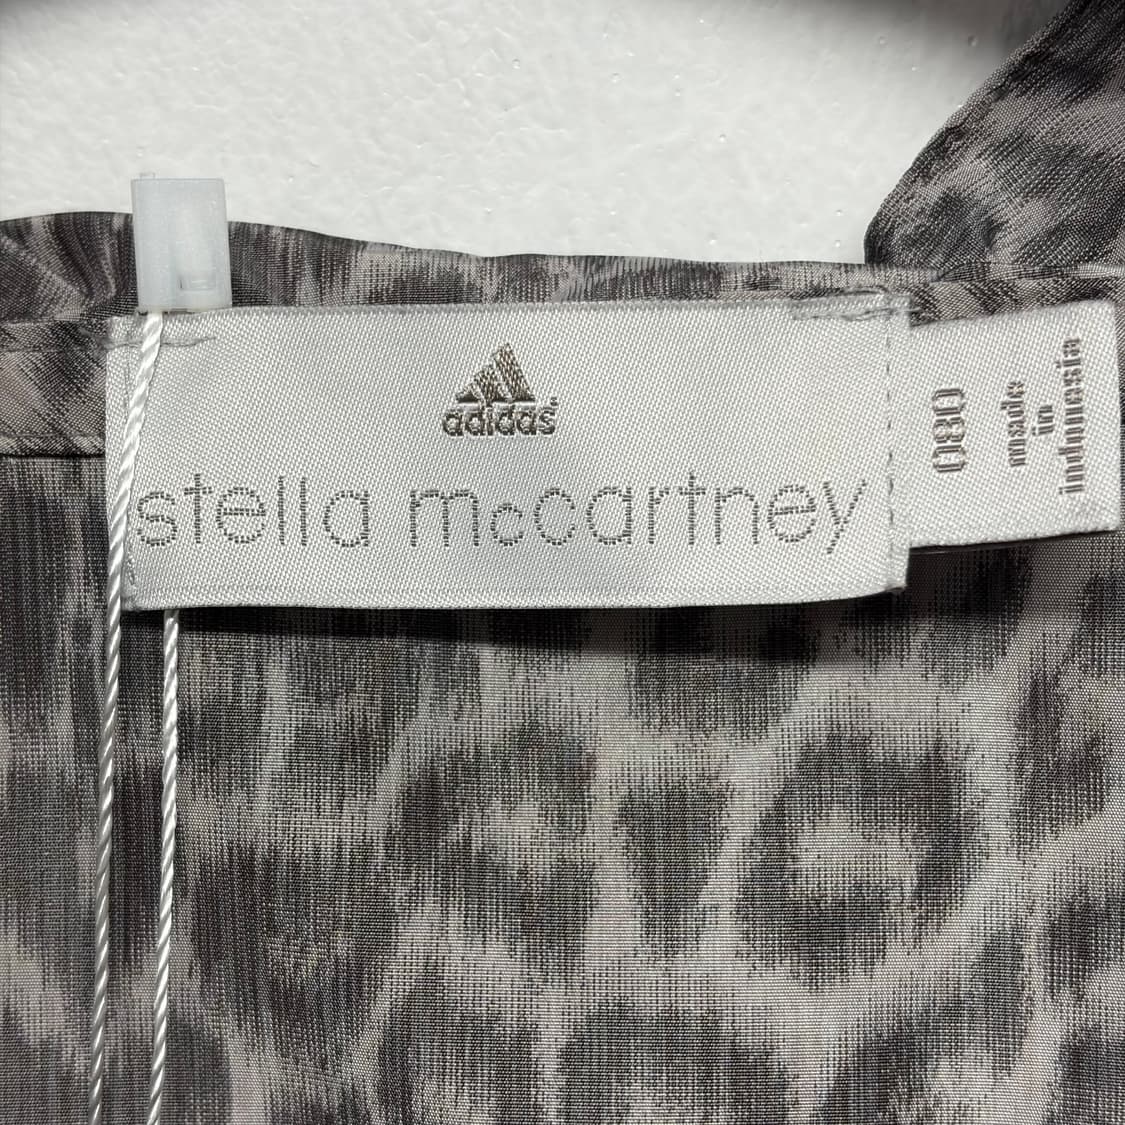 adidas
stella mccartney
080
made
in
indonesia